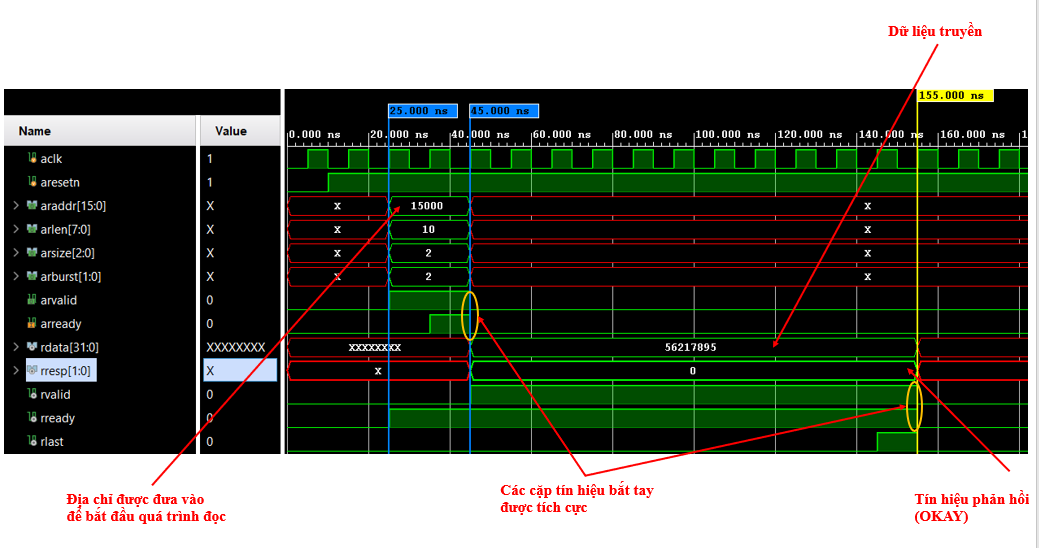 Dữ liệu truyền
155.000 ns
25.000 ns 45.000 ns
Name Value
0.000 ns 20.000 ns 40.000 ns 60.000 ns 80.000 ns 100.000 ns 120.000 ns 140.000 ns 160.000 ns 1
aclk 1
aresetn 1
araddr[15:0] X X 15000 X
arlen[7:0] X X 10 X
arsize[2:0] X X 2 X
arburst[1:0] X X 2 X
arvalid 0
arready 0
rdata[31:0] XXXXXXXX XXXXXXXX 56217895
rresp[1:0] X X 0
rvalid 0
rready 0
rlast 0
Địa chỉ được đưa vào
để bắt đầu quá trình đọc
Các cặp tín hiệu bắt tay
được tích cực
Tín hiệu phản hồi
(OKAY)